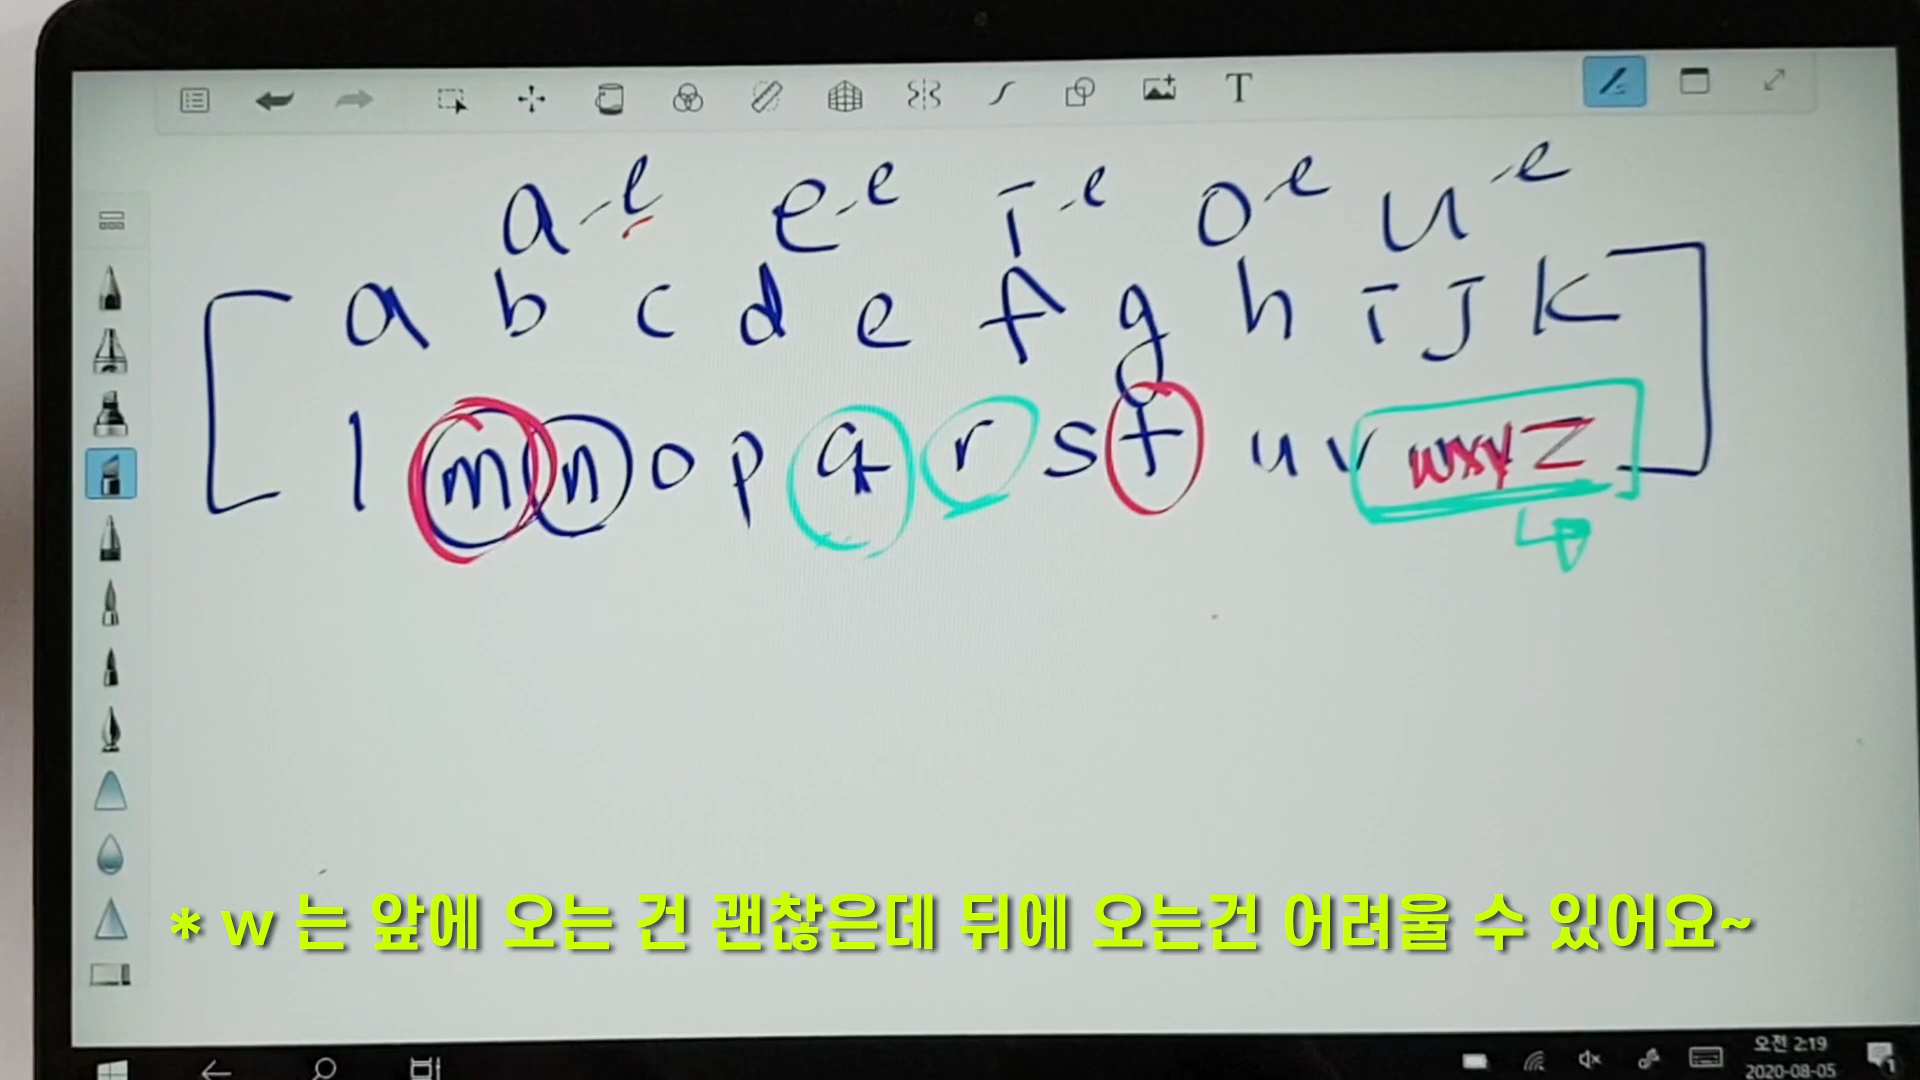 T
a-e e-e i-e o-e u-e
a b c d e f g h i j k
l m n o p q r s t u v w x y z
* w 는 앞에 오는 건 괜찮은데 뒤에 오는건 어려울 수 있어요~
오전 2:19
2020-08-05
1